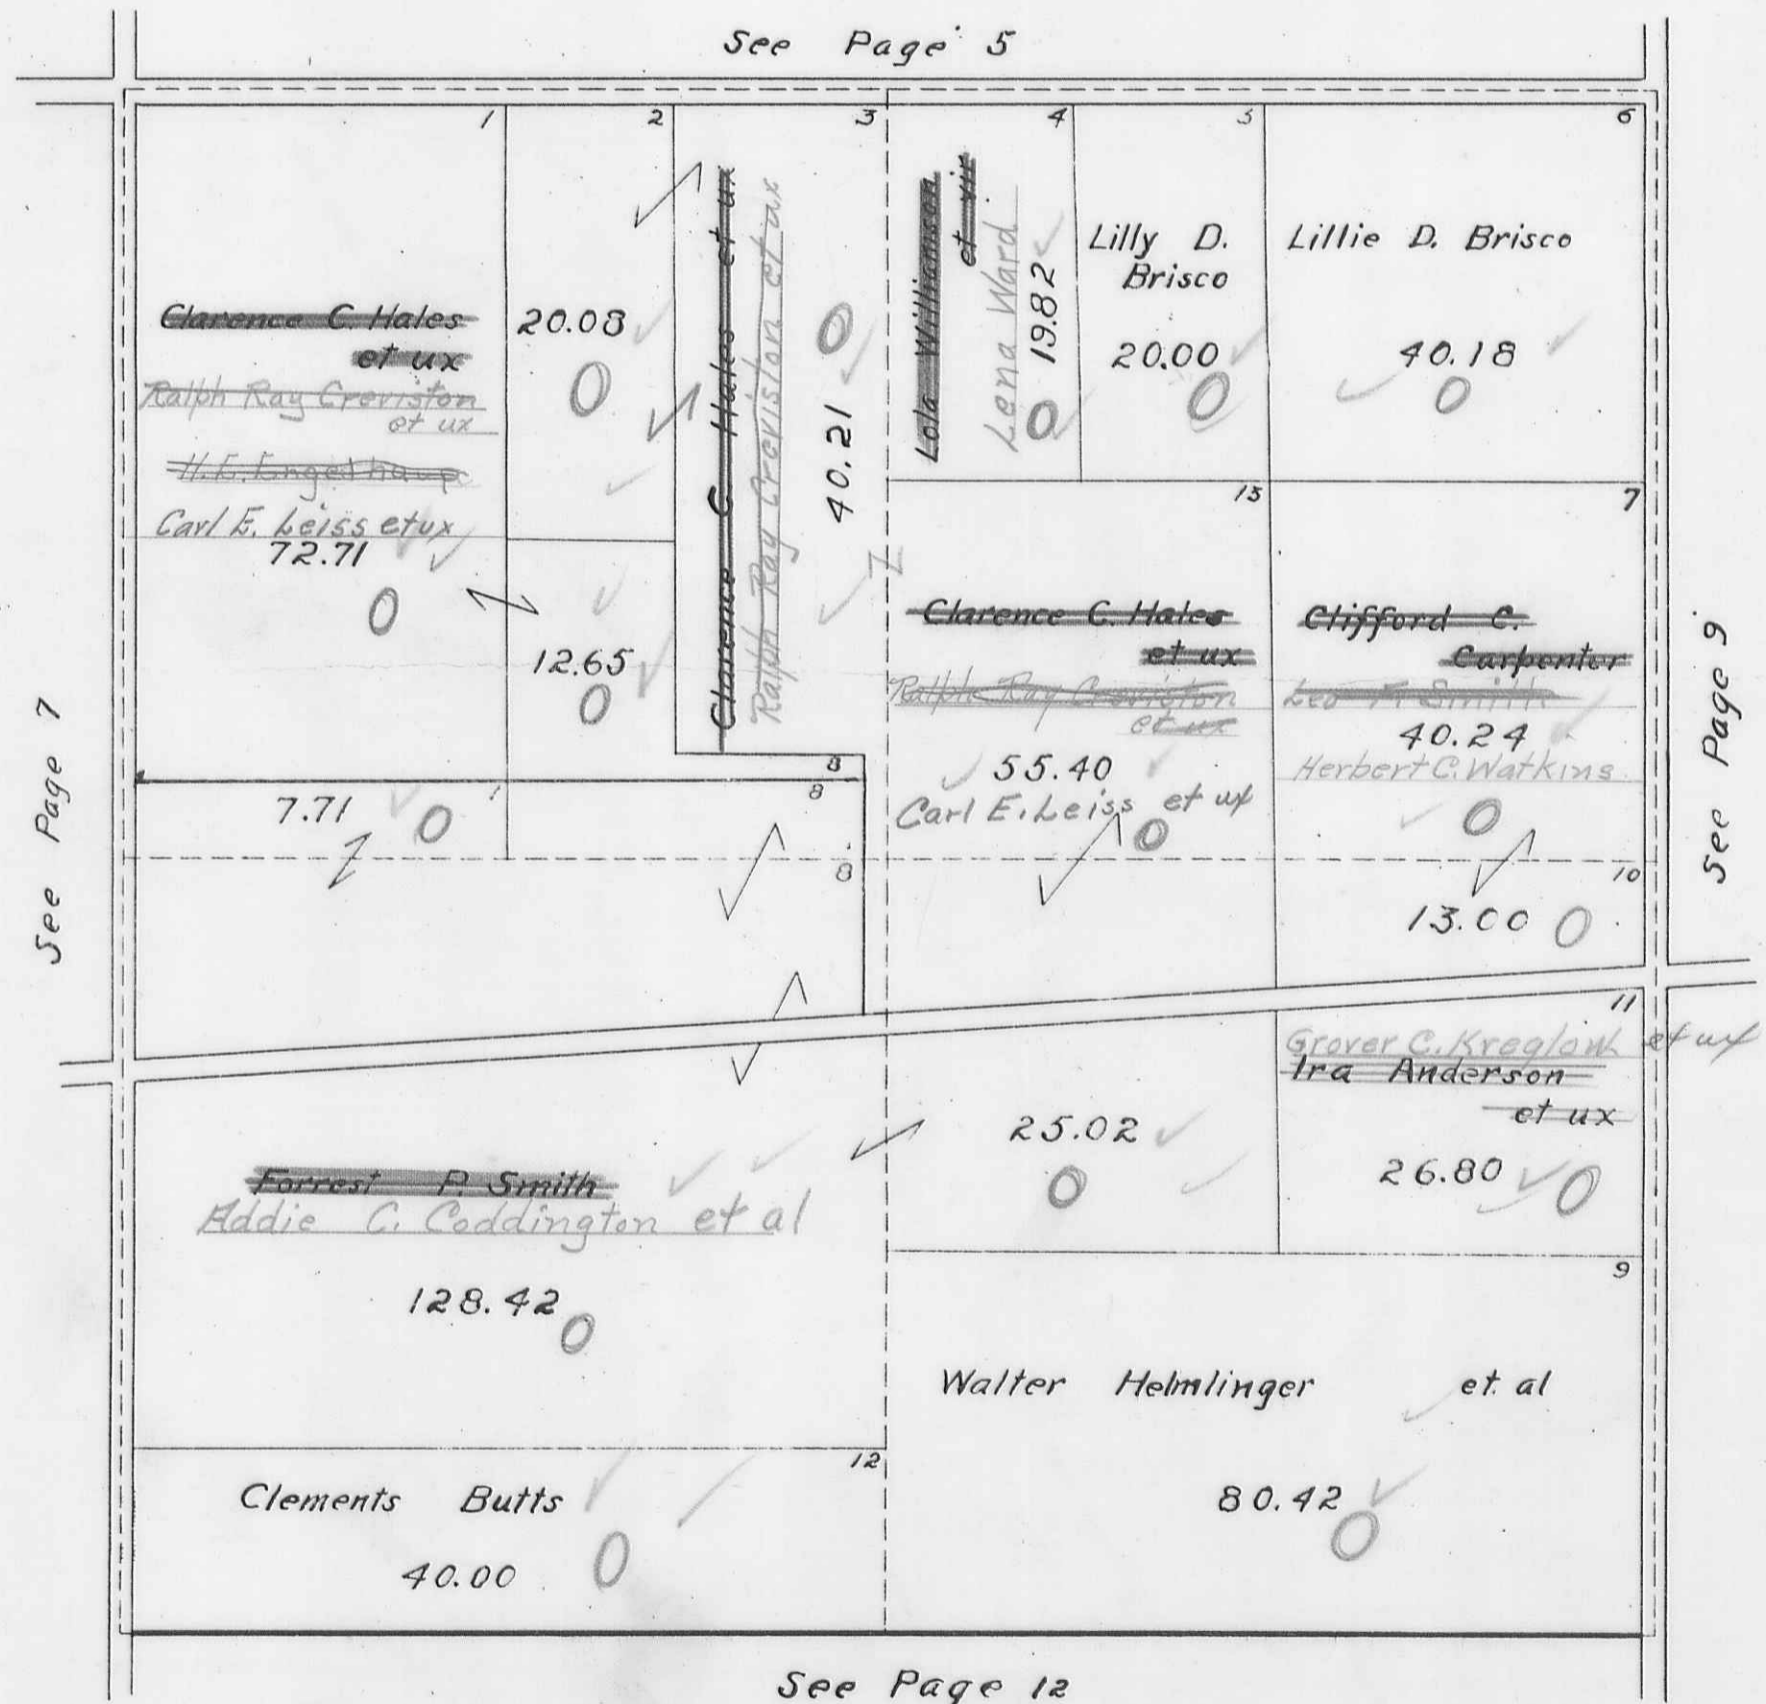 See Page 5
1
2
3
4
5
6
Clarence C. Hales
et ux
Ralph Ray Creviston
et ux
H. E. Engelhaup
Carl E. Leiss et ux
72.71
0
20.08
0
12.65
0
Clarence C. Hales et ux
Ralph Ray Crevision et ux
40.21
0
Lola Williamson
et vir
Lena Ward
19.82
0
Lilly D.
Brisco
20.00
0
Lillie D. Brisco
40.18
0
13
7
Clarence C. Hales
et ux
Ralph Ray Creviston
et ux
55.40
Carl E. Leiss et ux
0
Clifford C.
Carpenter
Leo F. Smith
40.24
Herbert C. Watkins
0
See Page 7
See Page 9
8
1
8
7.71
0
8
10
13.00
0
11
Grover C. Kreglow et ux
Ira Anderson
et ux
26.80
0
25.02
0
Forrest P. Smith
Addie C. Coddington et al
128.42
0
9
Walter Helmlinger et al
80.42
0
12
Clements Butts
40.00
0
See Page 12